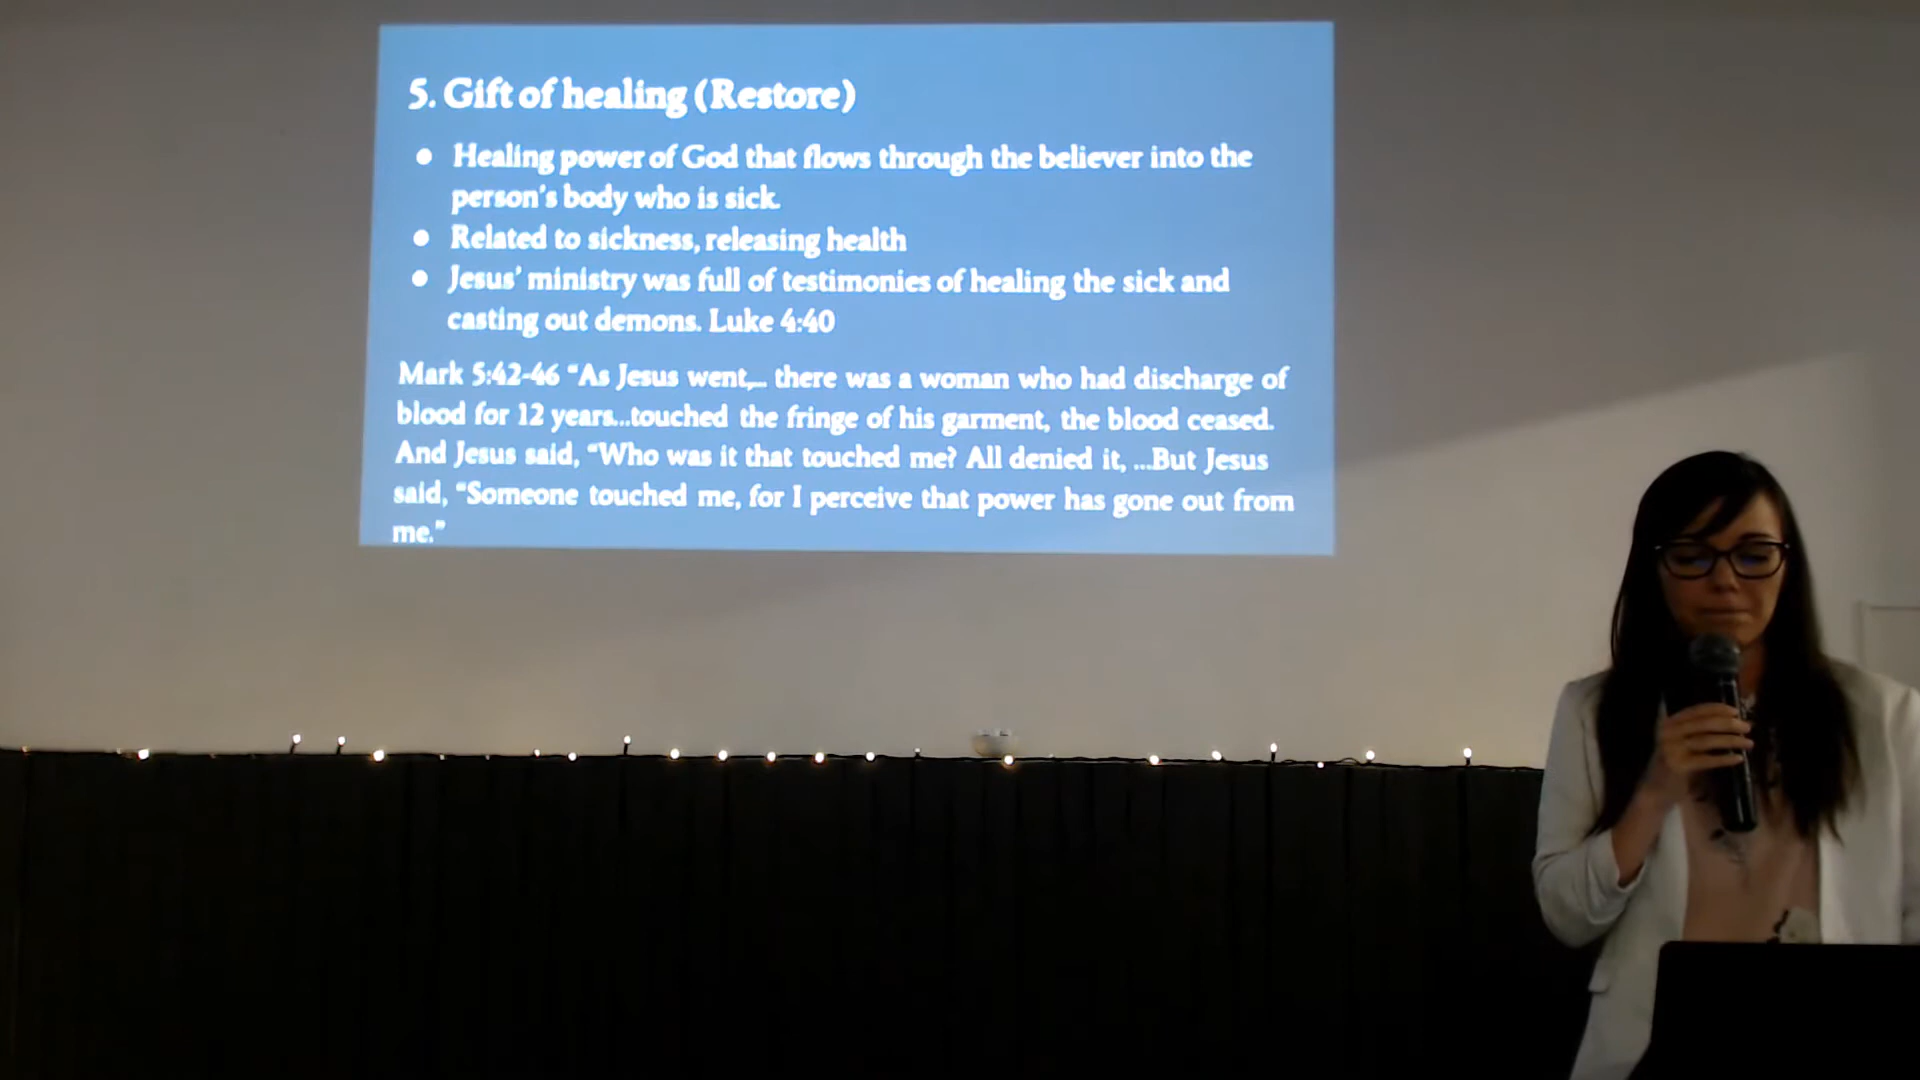 5. Gift of healing (Restore)
● Healing power of God that flows through the believer into the
person's body who is sick.
● Related to sickness, releasing health
● Jesus' ministry was full of testimonies of healing the sick and
casting out demons. Luke 4:40
Mark 5:42-46 “As Jesus went,... there was a woman who had discharge of
blood for 12 years...touched the fringe of his garment, the blood ceased.
And Jesus said, “Who was it that touched me? All denied it, ...But Jesus
said, “Someone touched me, for I perceive that power has gone out from
me.”